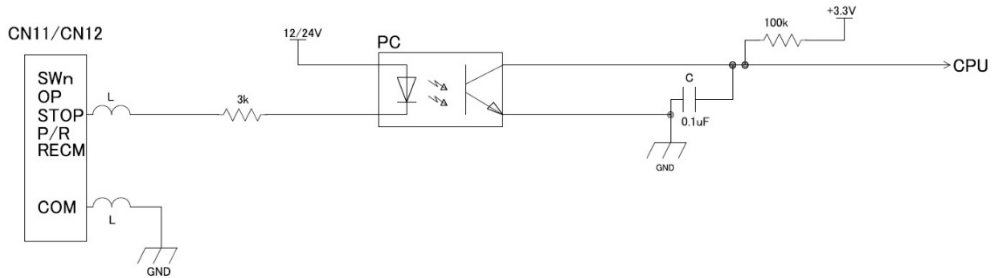 CN11/CN12
SWn
OP
STOP
P/R
RECM
COM
L
L
GND
3k
12/24V
PC
C
0.1uF
GND
100k
+3.3V
CPU